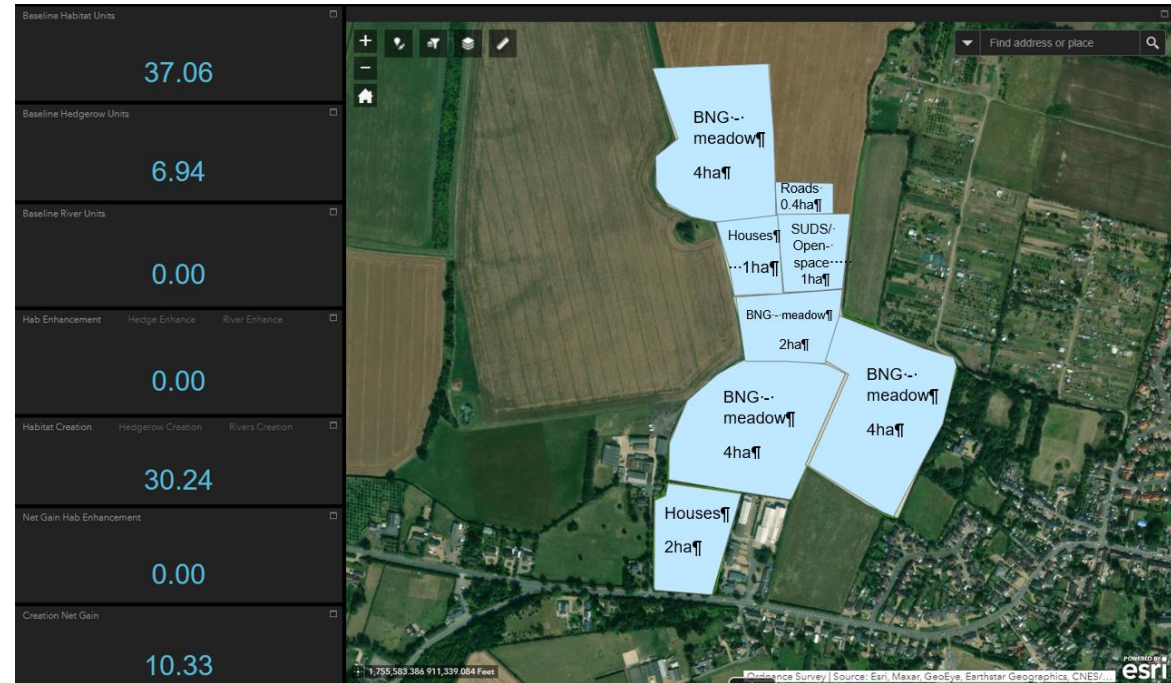 Baseline Habitat Units
37.06
Baseline Hedgerow Units
6.94
Baseline River Units
0.00
Hab Enhancement Hedge Enhance River Enhance
0.00
Habitat Creation Hedgerow Creation Rivers Creation
30.24
Net Gain Hab Enhancement
0.00
Creation Net Gain
10.33
Find address or place
BNG·-·
meadow¶
4ha¶
Roads·
0.4ha¶
Houses¶
···1ha¶
SUDS/·
Open-·
space·····
1ha¶
BNG·-·meadow¶
2ha¶
BNG·-·
meadow¶
4ha¶
BNG·-·
meadow¶
4ha¶
Houses¶
2ha¶
1,755,583.386 911,339.084 Feet
Ordnance Survey | Source: Esri, Maxar, GeoEye, Earthstar Geographics, CNES/...
POWERED BY
esri